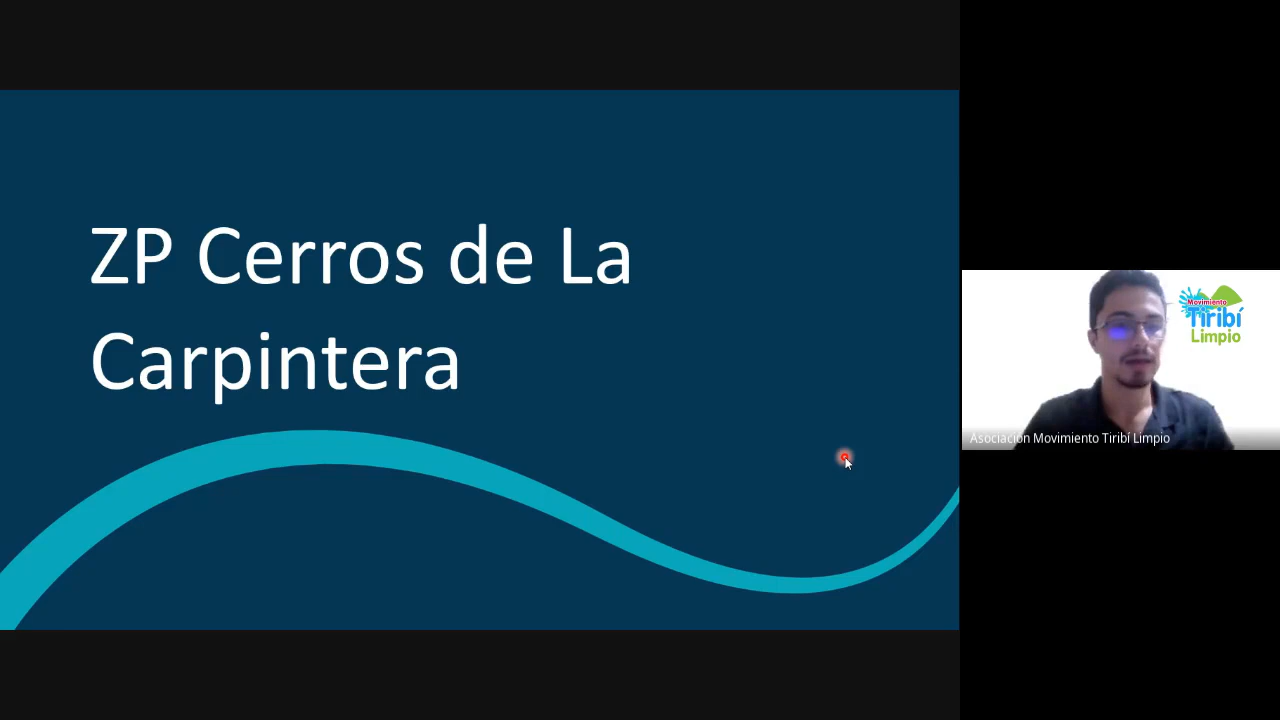 ZP Cerros de La
Carpintera
Movimiento
Tiribí
Limpio
Asociación Movimiento Tiribí Limpio